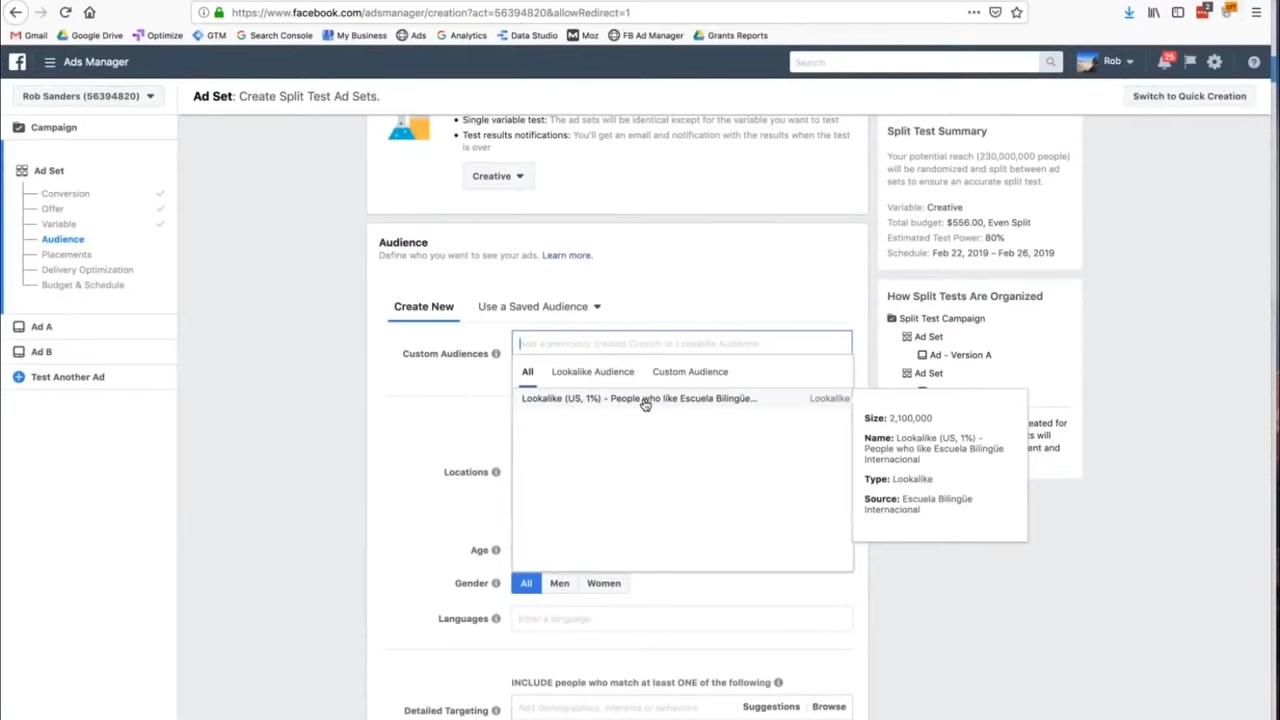 https://www.facebook.com/adsmanager/creation?act=56394820&allowRedirect=1
off
Gmail
Google Drive
Optimize
GTM
Search Console
My Business
Ads
Analytics
Data Studio
Moz
FB Ad Manager
Grants Reports
Ads Manager
Search
Rob
25
Rob Sanders (56394820)
Ad Set: Create Split Test Ad Sets.
Switch to Quick Creation
Campaign
Ad Set
Conversion
Offer
Variable
Audience
Placements
Delivery Optimization
Budget & Schedule
Ad A
Ad B
Test Another Ad
• Single variable test: The ad sets will be identical except for the variable you want to test
• Test results notifications: You'll get an email and notification with the results when the test
is over
Creative
Audience
Define who you want to see your ads. Learn more.
Create New
Use a Saved Audience
Custom Audiences
Add a previously created Custom or Lookalike Audience
All
Lookalike Audience
Custom Audience
Lookalike (US, 1%) - People who like Escuela Bilingüe...
Lookalike
Locations
Age
Gender
All
Men
Women
Languages
Enter a language
INCLUDE people who match at least ONE of the following
Detailed Targeting
Add demographics, interests or behaviors
Suggestions
Browse
Split Test Summary
Your potential reach (230,000,000 people)
will be randomized and split between ad
sets to ensure an accurate split test.
Variable: Creative
Total budget: $556.00, Even Split
Estimated Test Power: 80%
Schedule: Feb 22, 2019 – Feb 26, 2019
How Split Tests Are Organized
Split Test Campaign
Ad Set
Ad - Version A
Ad Set
eated for
ts will
ent and
Size: 2,100,000
Name: Lookalike (US, 1%) -
People who like Escuela Bilingüe
Internacional
Type: Lookalike
Source: Escuela Bilingüe
Internacional